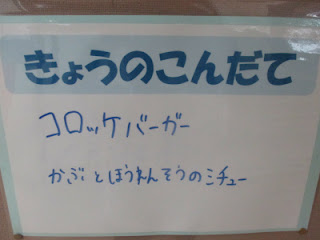 きょうのこんだて
コロッケバーガー
かぶとほうれんそうのミチュー